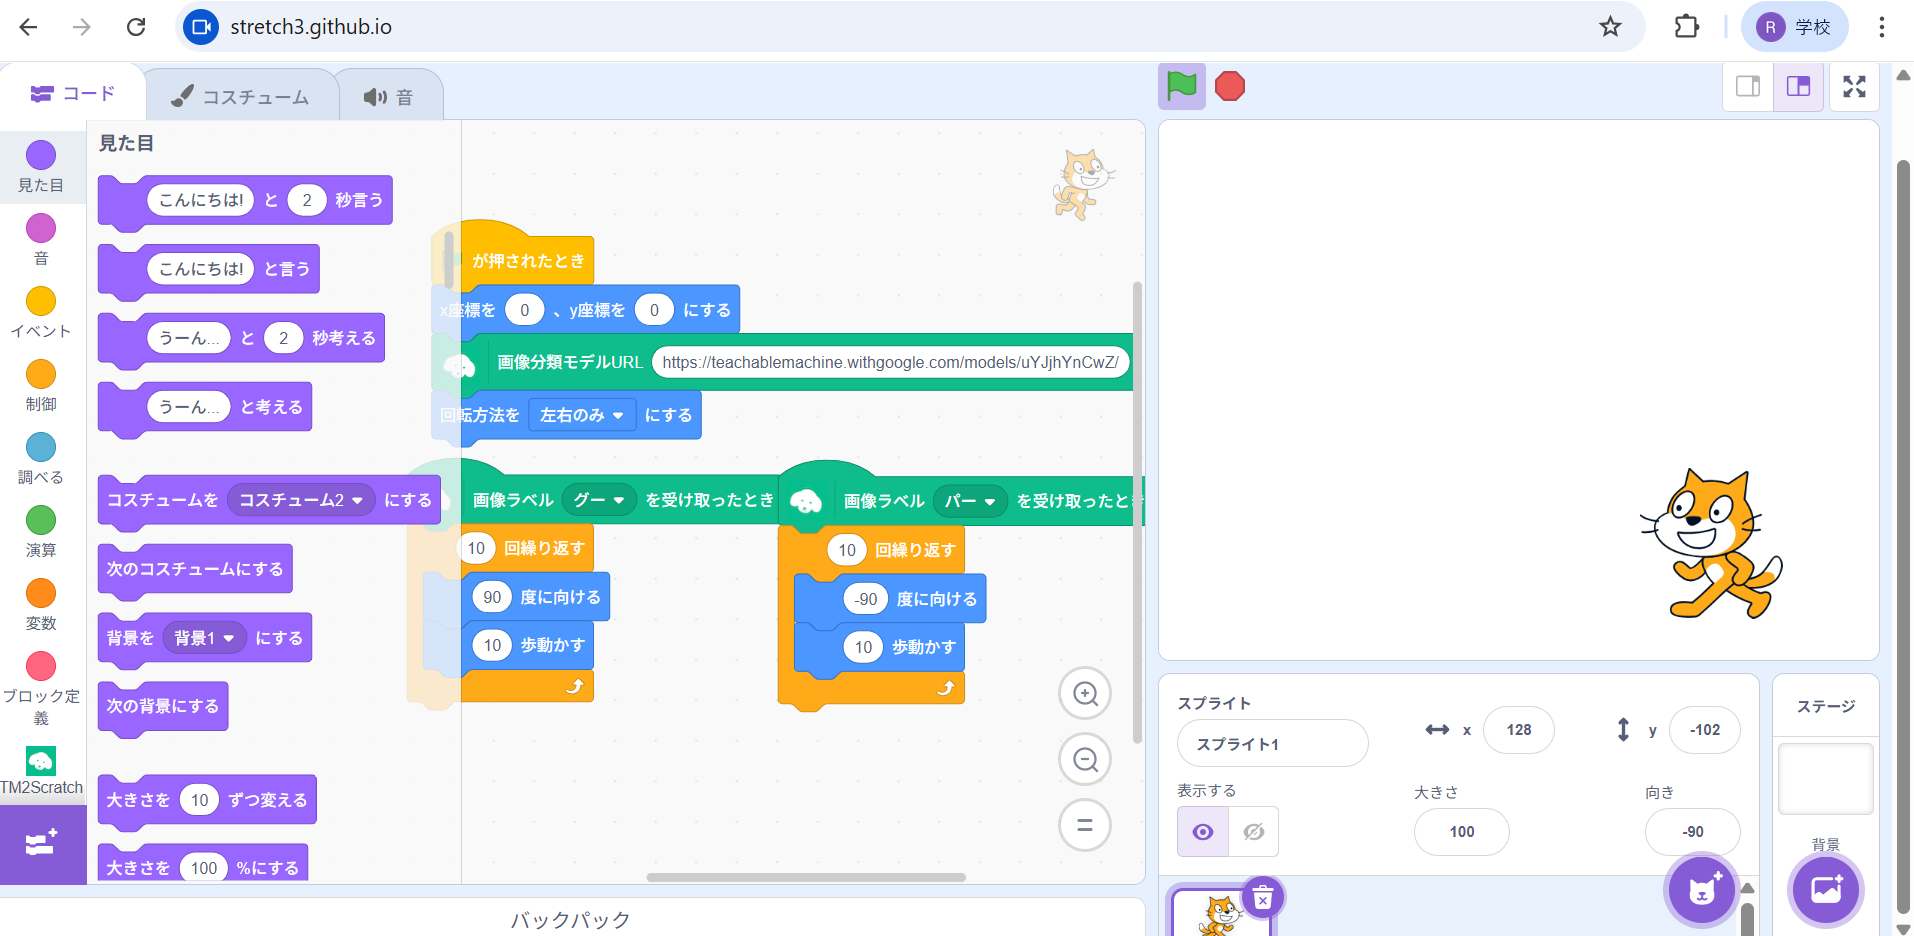 stretch3.github.io
R 学校
コード
コスチューム
音
見た目
音
イベント
制御
調べる
演算
変数
ブロック定
義
TM2Scratch
見た目
こんにちは! と 2 秒言う
こんにちは! と言う
うーん... と 2 秒考える
うーん... と考える
コスチュームを コスチューム2 にする
次のコスチュームにする
背景を 背景1 にする
次の背景にする
大きさを 10 ずつ変える
大きさを 100 %にする
が押されたとき
x座標を 0 、y座標を 0 にする
画像分類モデルURL https://teachablemachine.withgoogle.com/models/uYJjhYnCwZ/
回転方法を 左右のみ にする
画像ラベル グー を受け取ったとき
10 回繰り返す
90 度に向ける
10 歩動かす
画像ラベル パー を受け取ったとき
10 回繰り返す
-90 度に向ける
10 歩動かす
バックパック
スプライト
スプライト1
x 128
y -102
表示する
大きさ
100
向き
-90
ステージ
背景